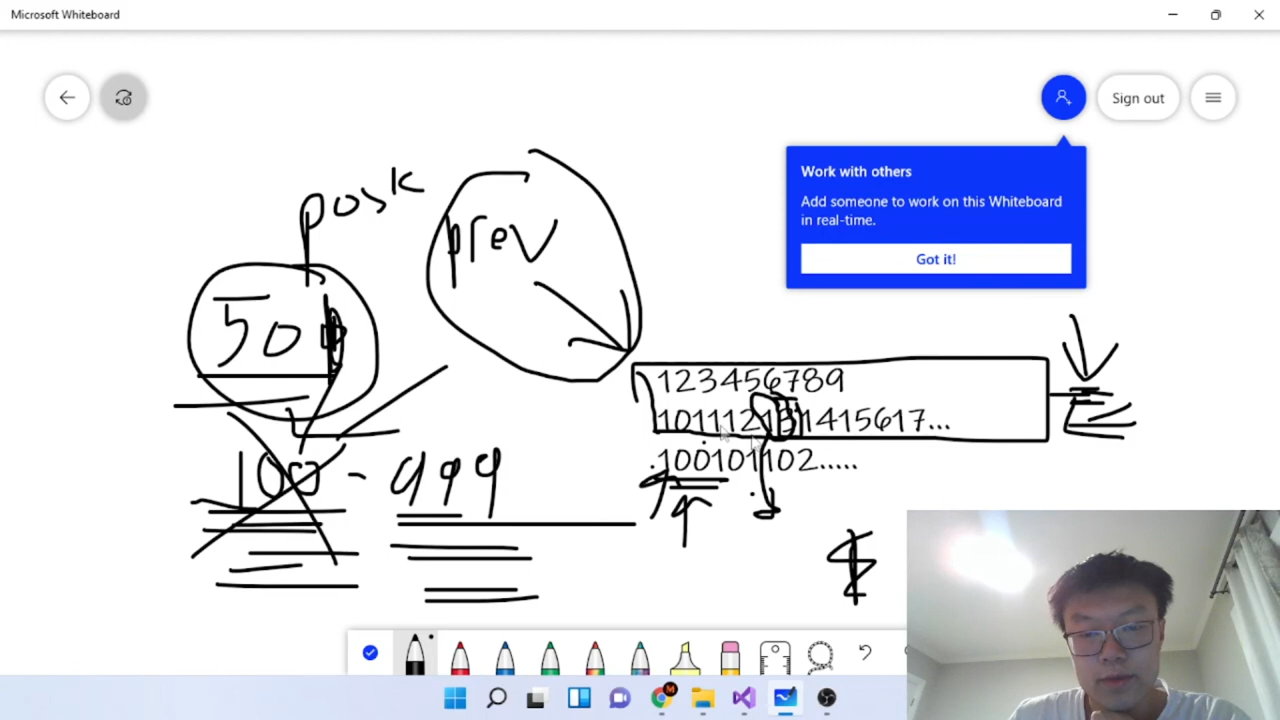 Microsoft Whiteboard
Sign out
Work with others
Add someone to work on this Whiteboard
in real-time.
Got it!
posk
prev
500
123456789
1011121314151617...
100101102.....
100 - 999
$